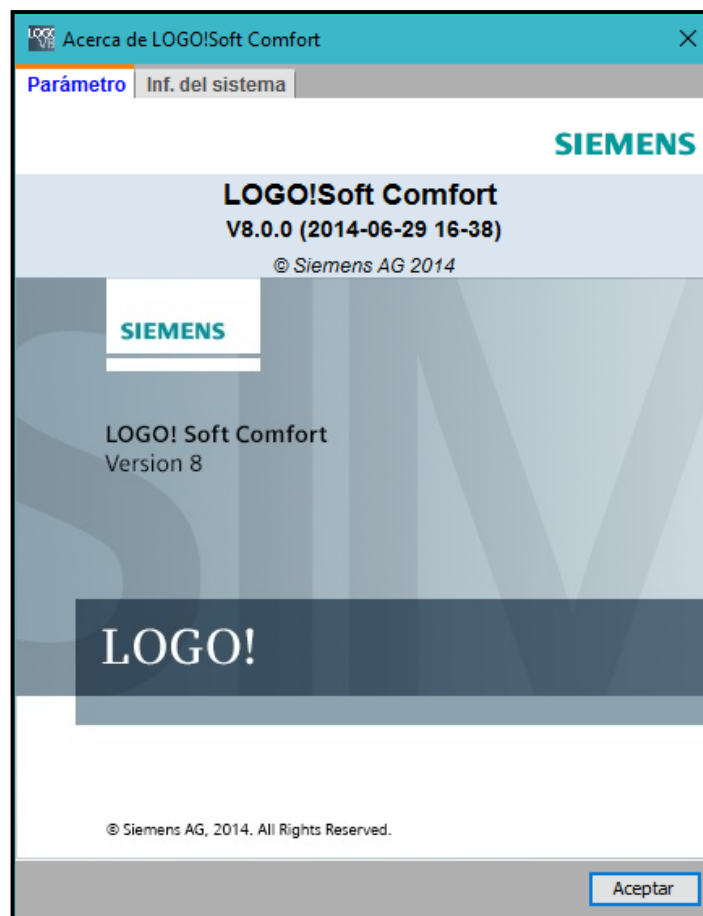 Acerca de LOGO!Soft Comfort
Parámetro Inf. del sistema
SIEMENS
LOGO!Soft Comfort
V8.0.0 (2014-06-29 16-38)
© Siemens AG 2014
SIEMENS
LOGO! Soft Comfort
Version 8
LOGO!
© Siemens AG, 2014. All Rights Reserved.
Aceptar